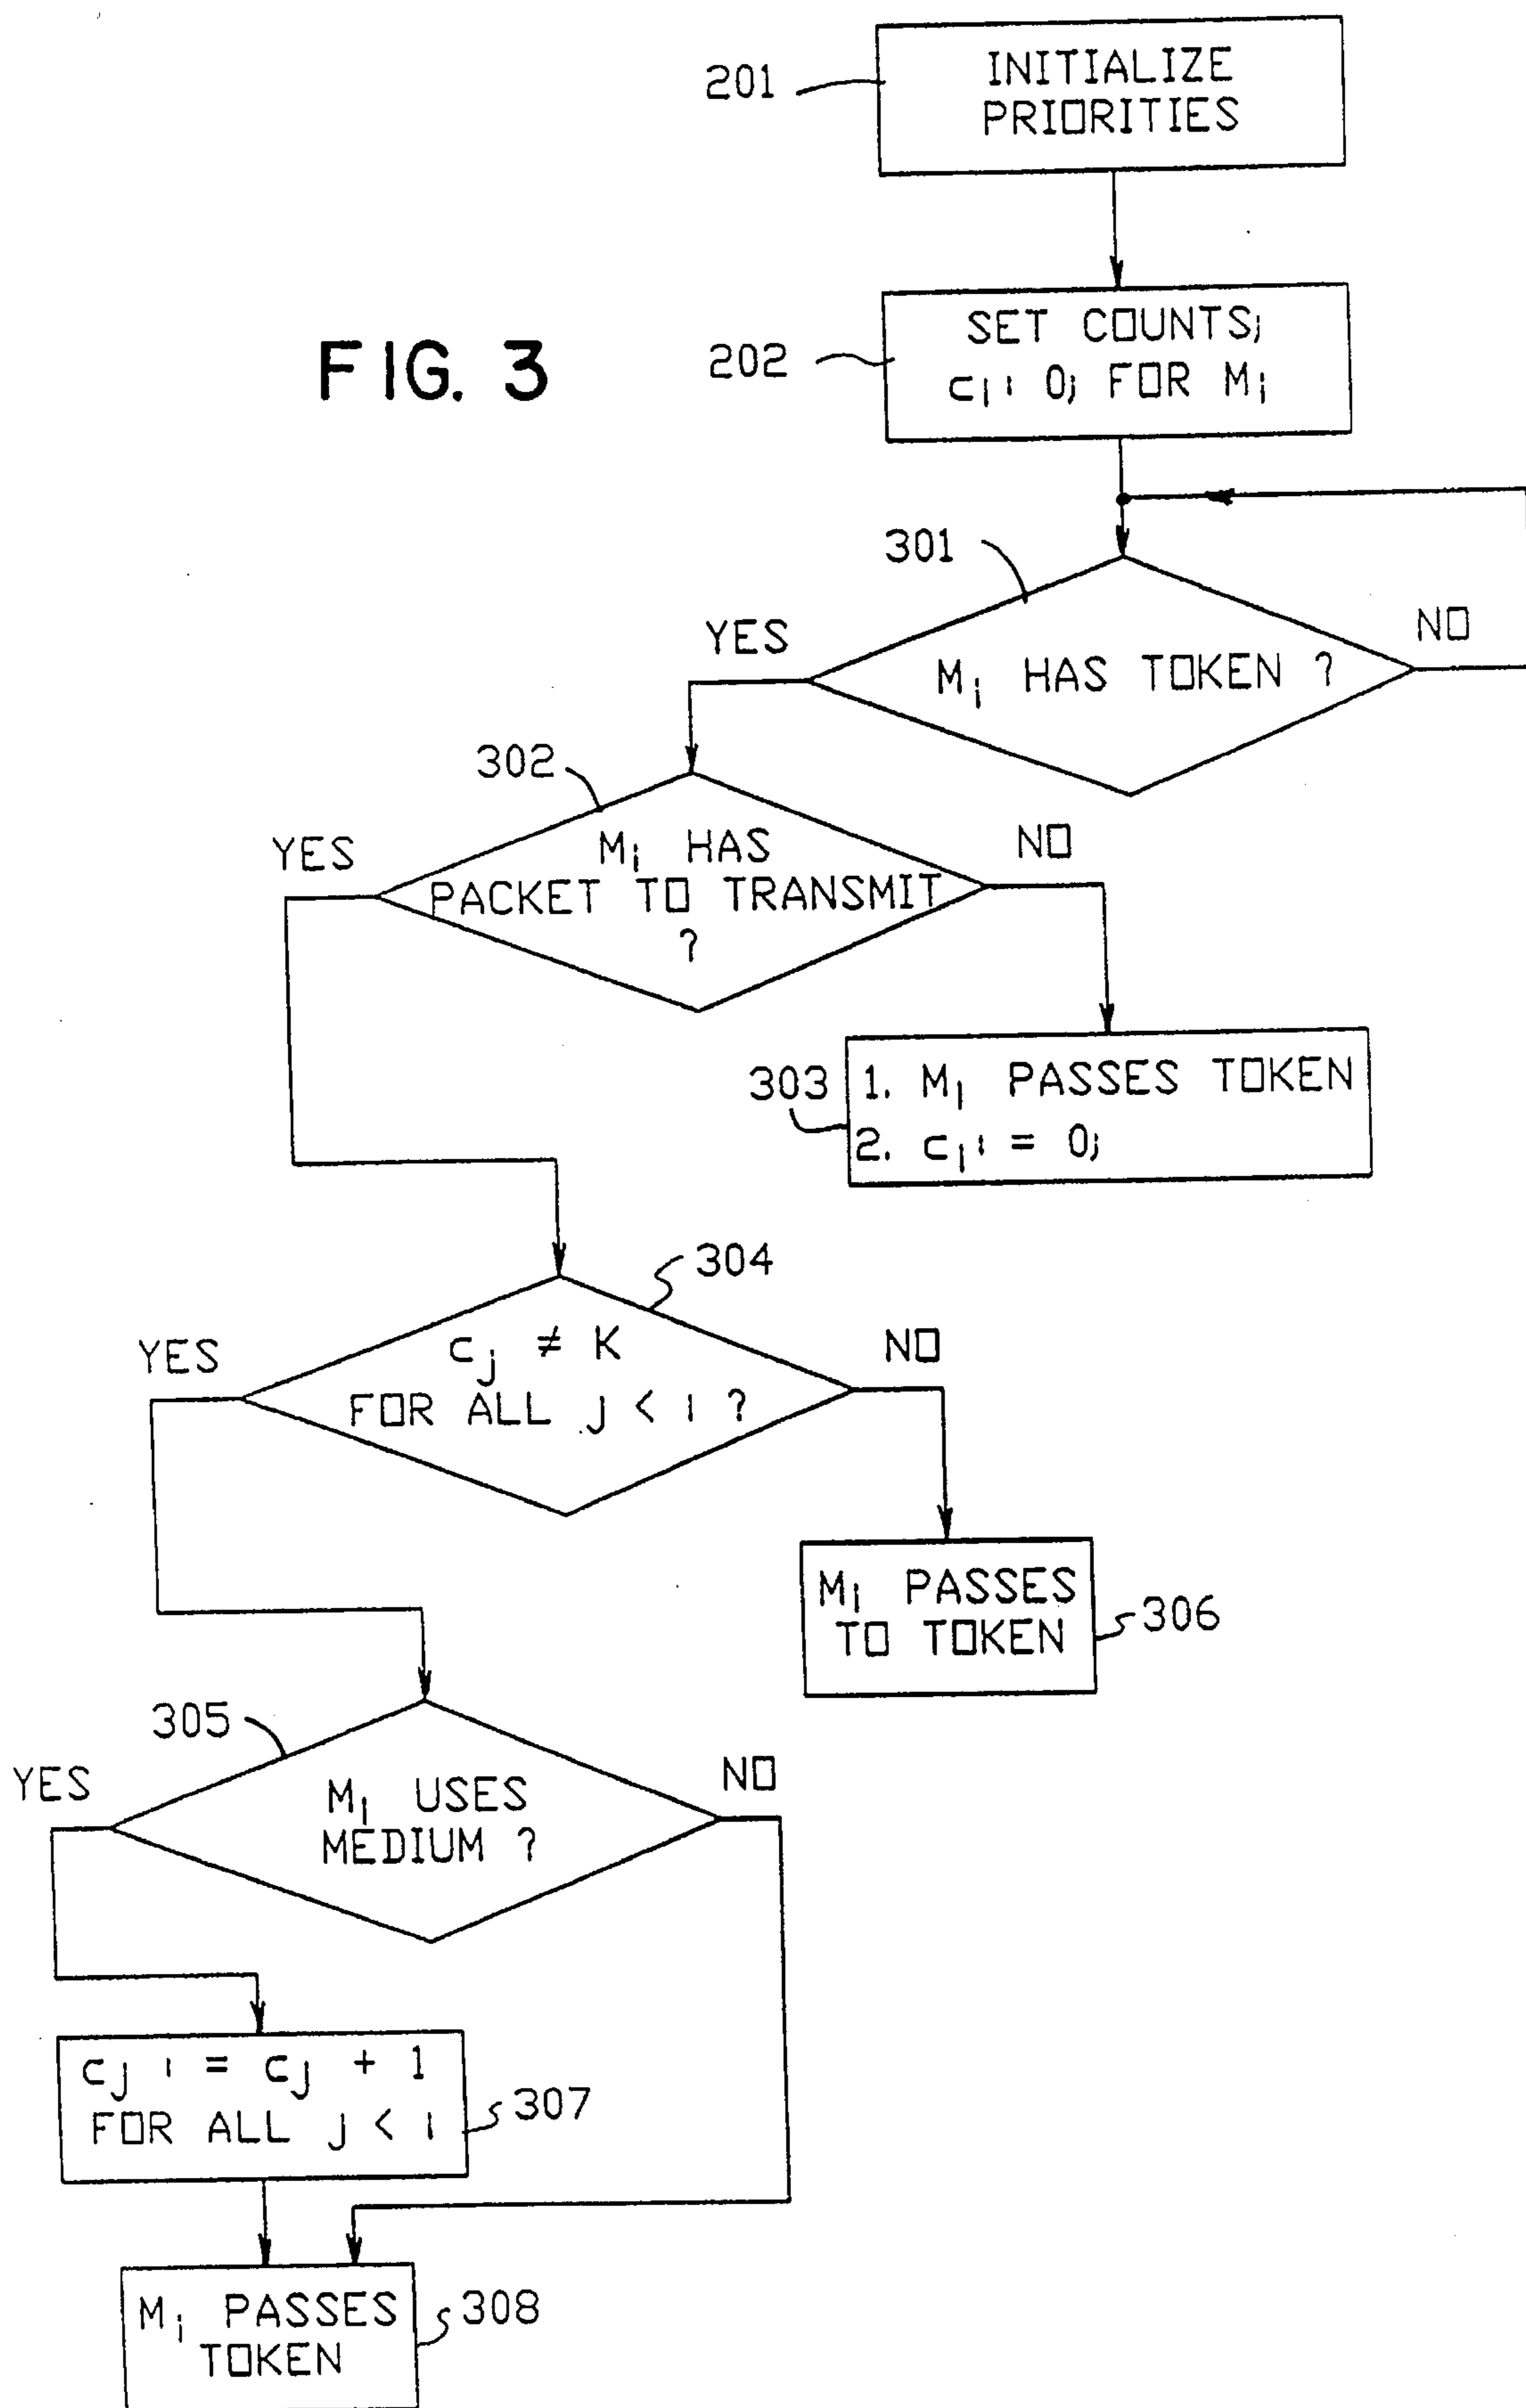 INITIALIZE
PRIORITIES
201
SET COUNTS;
c_i : 0; FOR M_i
202
FIG. 3
301
M_i HAS TOKEN ?
YES
NO
302
M_i HAS
PACKET TO TRANSMIT
?
YES
NO
303
1. M_i PASSES TOKEN
2. c_i : = 0;
304
c_j ≠ K
FOR ALL j < i ?
YES
NO
M_i PASSES
TO TOKEN
306
305
M_i USES
MEDIUM ?
YES
NO
c_j : = c_j + 1
FOR ALL j < i
307
M_i PASSES
TOKEN
308